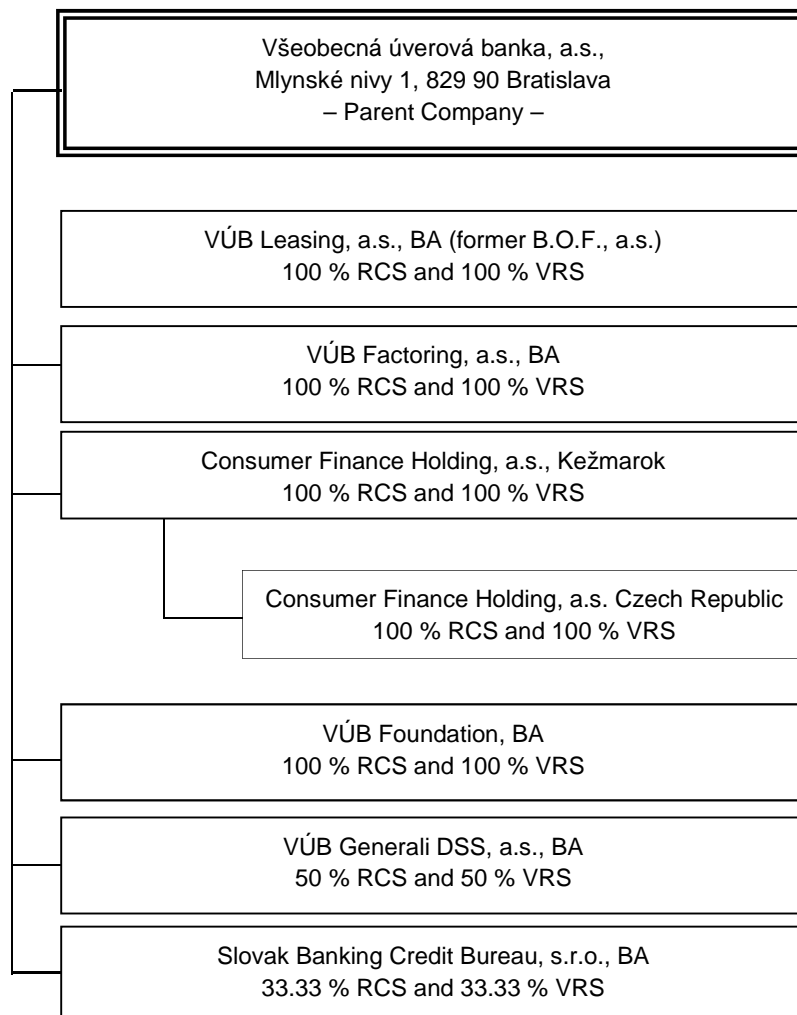 Všeobecná úverová banka, a.s.,
Mlynské nivy 1, 829 90 Bratislava
– Parent Company –
VÚB Leasing, a.s., BA (former B.O.F., a.s.)
100 % RCS and 100 % VRS
VÚB Factoring, a.s., BA
100 % RCS and 100 % VRS
Consumer Finance Holding, a.s., Kežmarok
100 % RCS and 100 % VRS
Consumer Finance Holding, a.s. Czech Republic
100 % RCS and 100 % VRS
VÚB Foundation, BA
100 % RCS and 100 % VRS
VÚB Generali DSS, a.s., BA
50 % RCS and 50 % VRS
Slovak Banking Credit Bureau, s.r.o., BA
33.33 % RCS and 33.33 % VRS